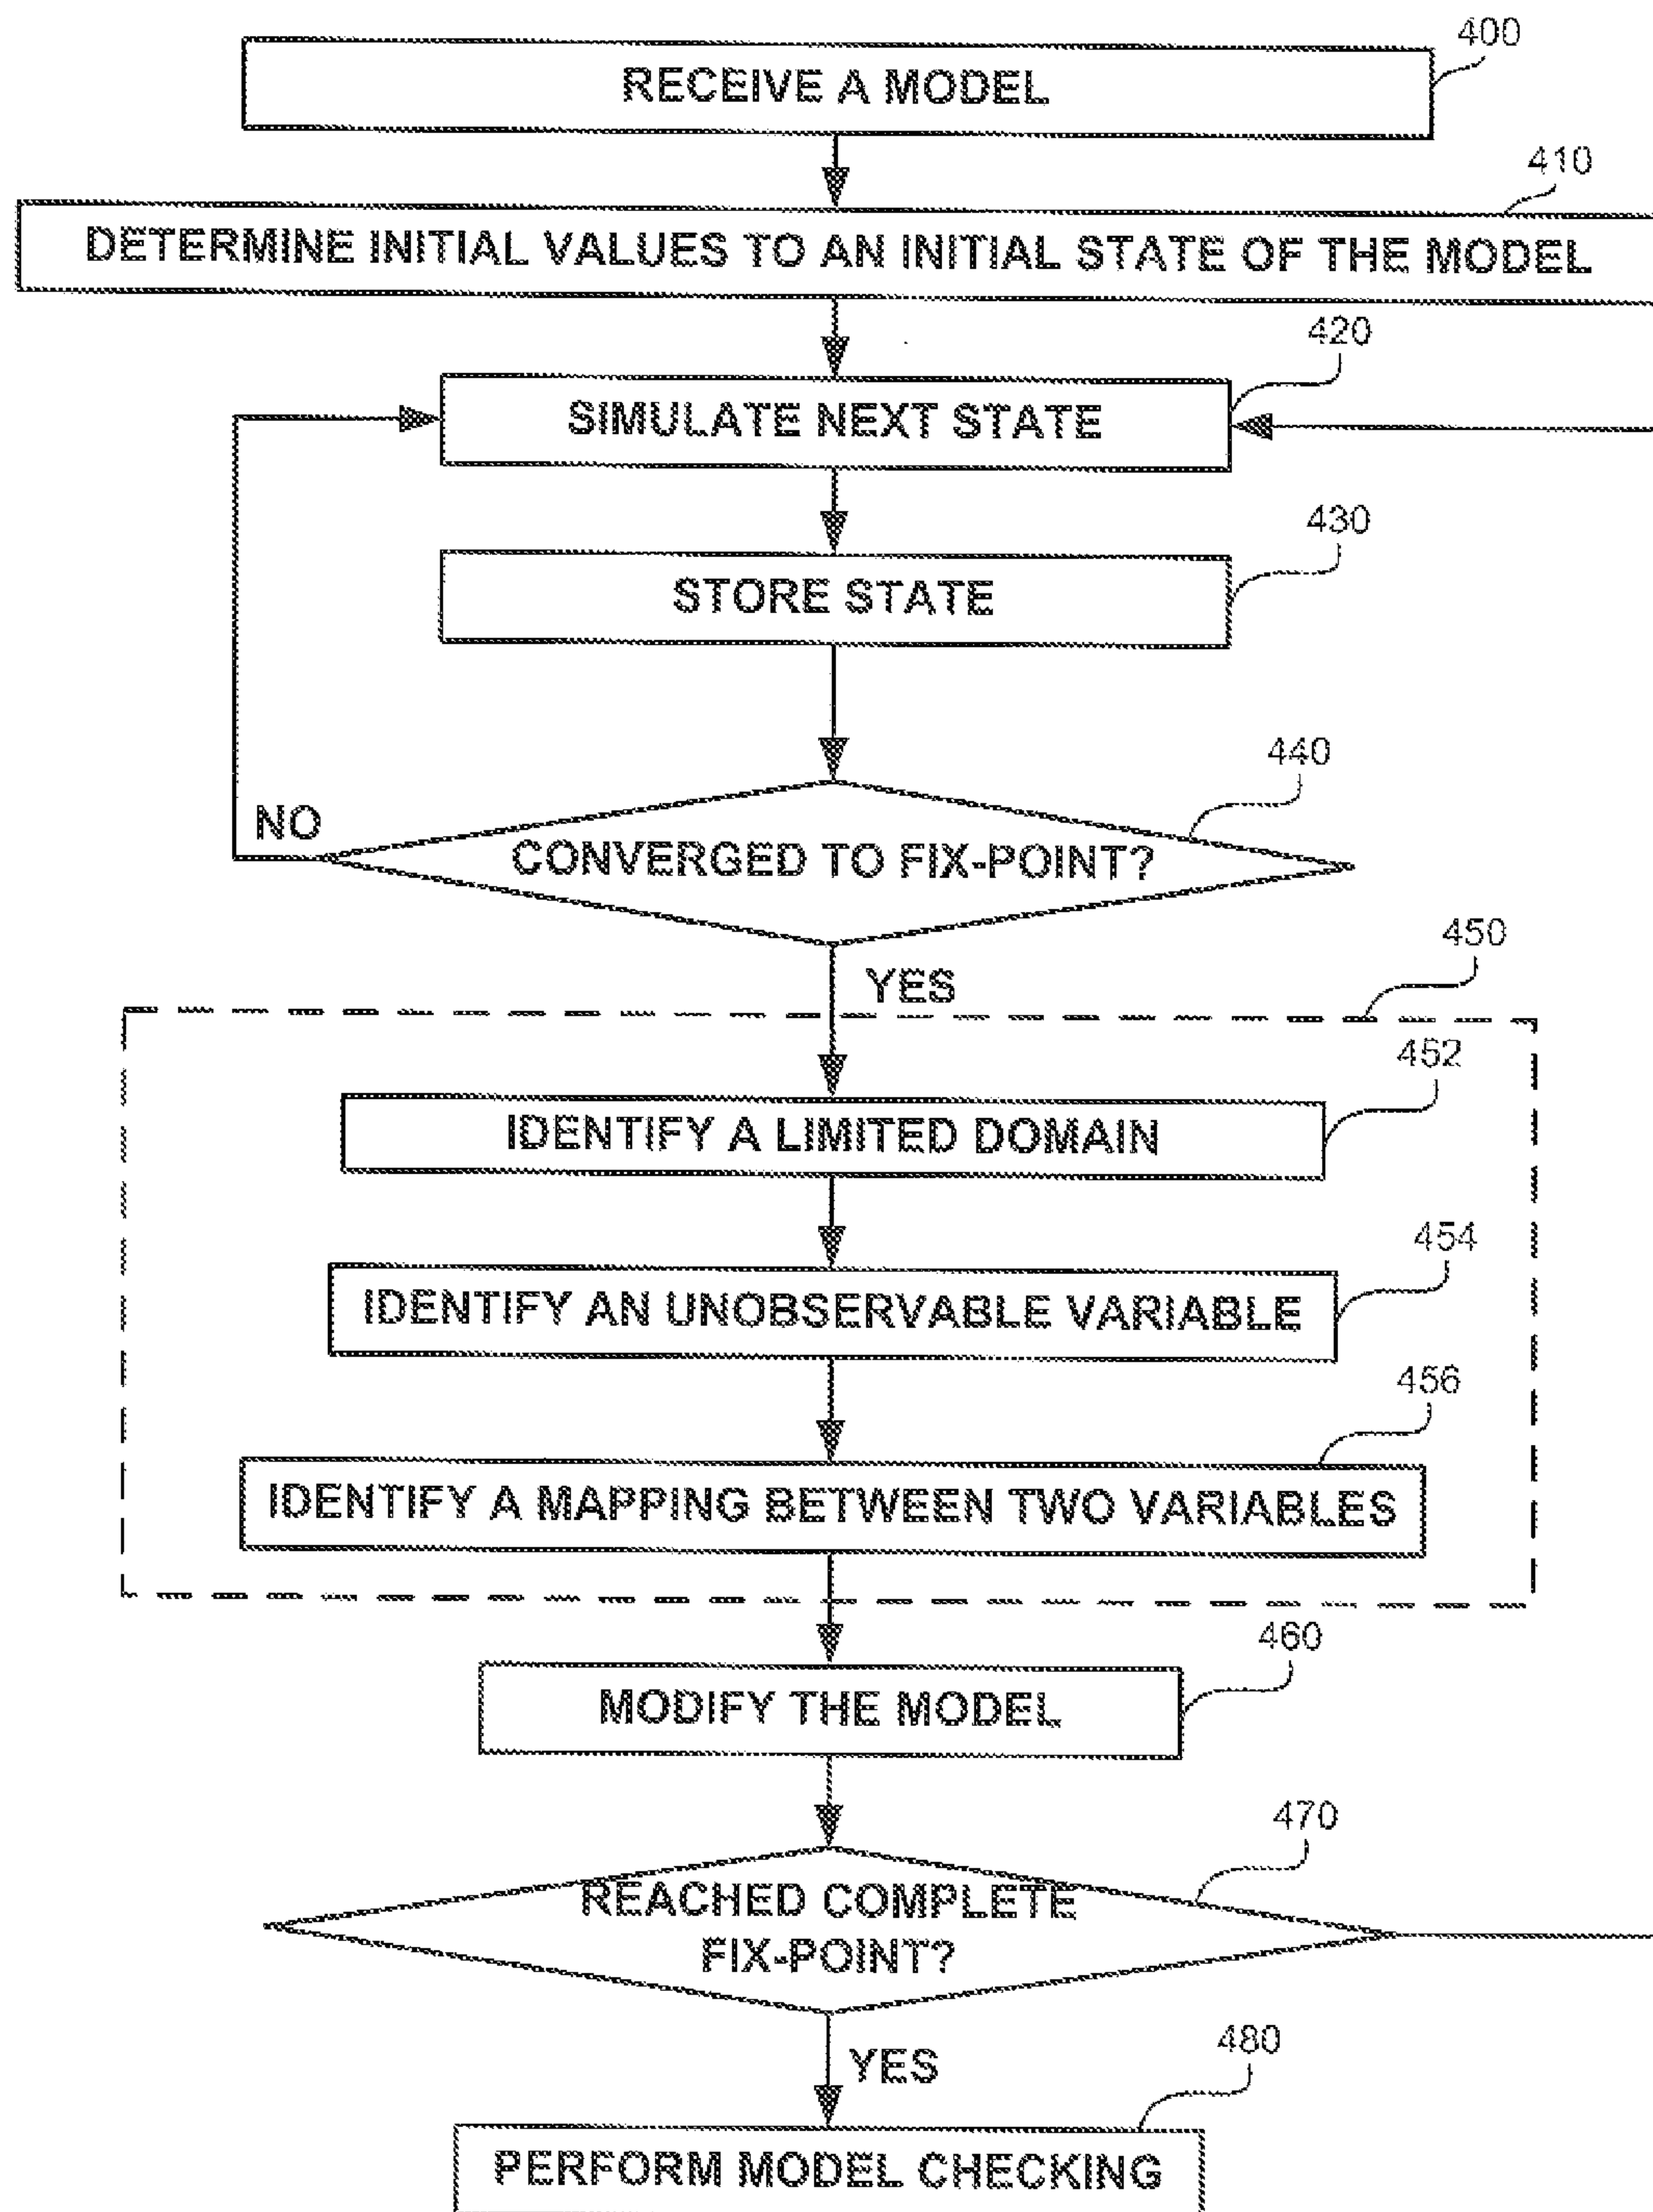 400
RECEIVE A MODEL
410
DETERMINE INITIAL VALUES TO AN INITIAL STATE OF THE MODEL
420
SIMULATE NEXT STATE
430
STORE STATE
440
NO
CONVERGED TO FIX-POINT?
450
YES
452
IDENTIFY A LIMITED DOMAIN
454
IDENTIFY AN UNOBSERVABLE VARIABLE
456
IDENTIFY A MAPPING BETWEEN TWO VARIABLES
460
MODIFY THE MODEL
470
REACHED COMPLETE
FIX-POINT?
480
YES
PERFORM MODEL CHECKING